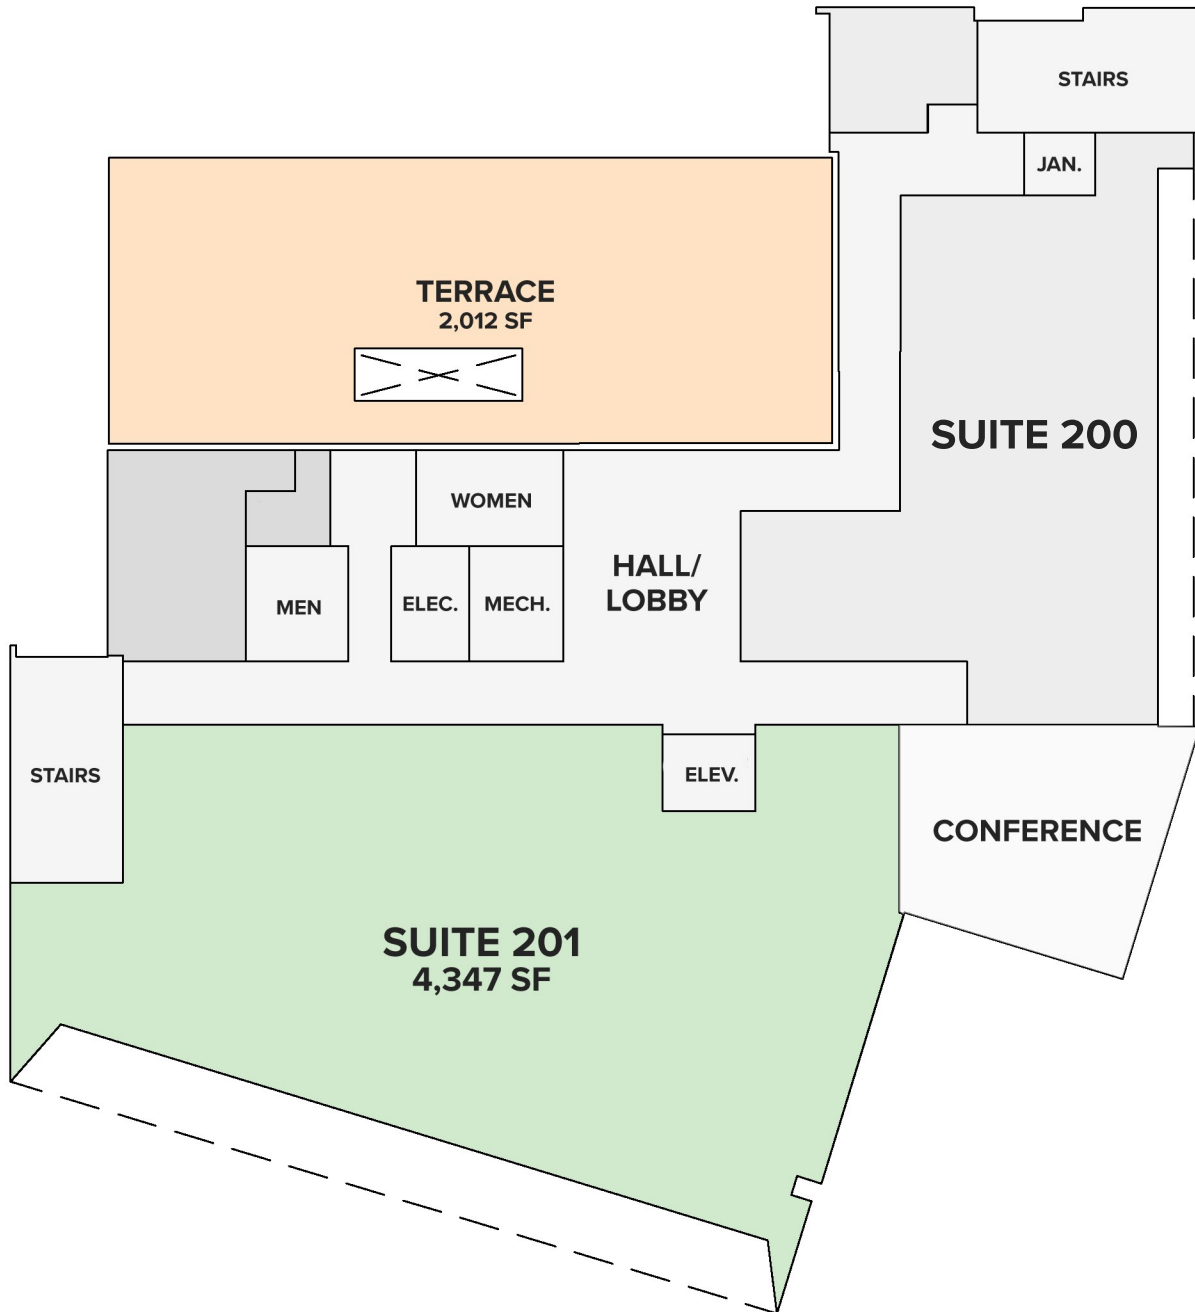 STAIRS
JAN.
TERRACE
2,012 SF
SUITE 200
WOMEN
HALL/
LOBBY
MEN
ELEC.
MECH.
STAIRS
ELEV.
CONFERENCE
SUITE 201
4,347 SF